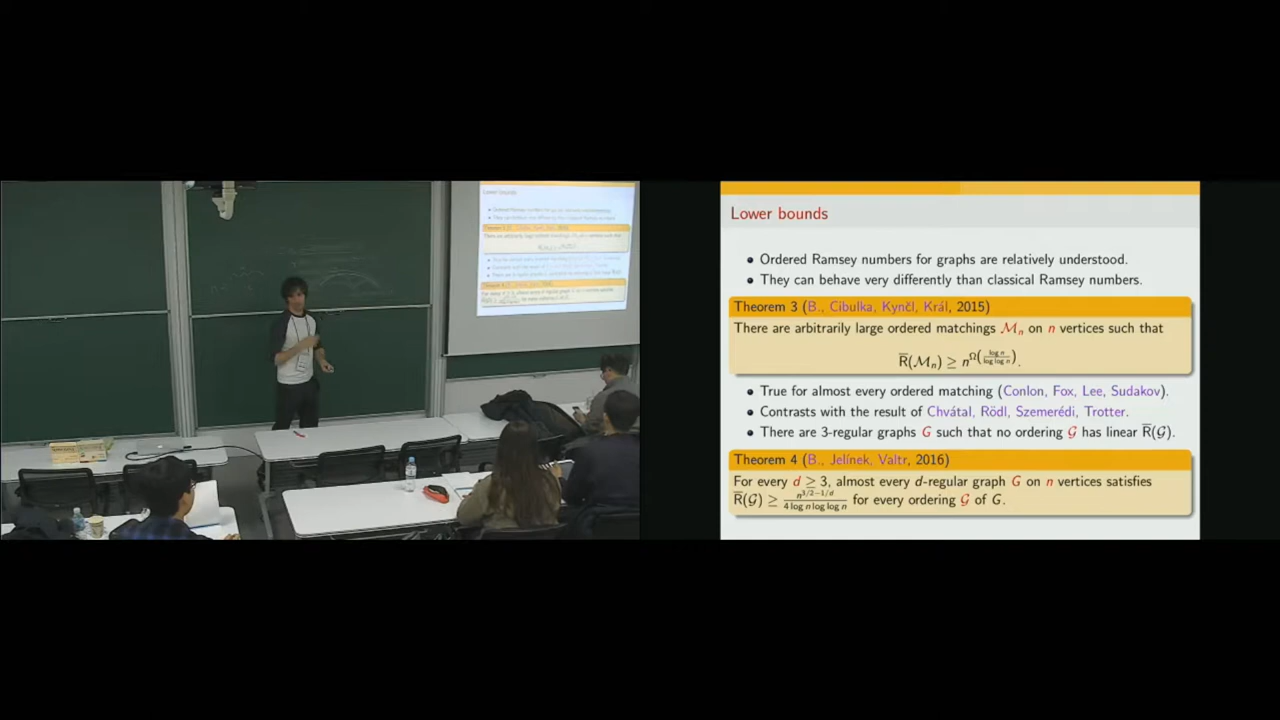 Lower bounds
Ordered Ramsey numbers for graphs are relatively understood.
They can behave very differently than classical Ramsey numbers.
Theorem 3 (B., Cibulka, Kynčl, Král, 2015)
There are arbitrarily large ordered matchings ℳₙ on n vertices such that
R̅(ℳₙ) ≥ n^Ω(log n / log log n).
True for almost every ordered matching (Conlon, Fox, Lee, Sudakov).
Contrasts with the result of Chvátal, Rödl, Szemerédi, Trotter.
There are 3-regular graphs G such that no ordering 𝒢 has linear R̅(𝒢).
Theorem 4 (B., Jelínek, Valtr, 2016)
For every d ≥ 3, almost every d-regular graph G on n vertices satisfies
R̅(𝒢) ≥ n^(3/2−1/d) / (4 log n log log n) for every ordering 𝒢 of G.